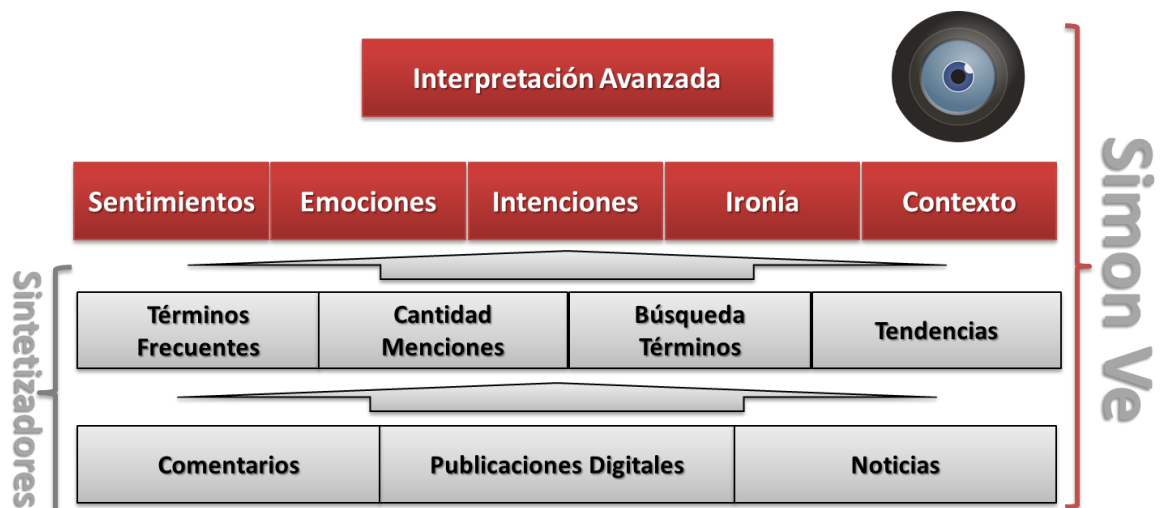 Interpretación Avanzada
Sentimientos
Emociones
Intenciones
Ironía
Contexto
Términos
Frecuentes
Cantidad
Menciones
Búsqueda
Términos
Tendencias
Comentarios
Publicaciones Digitales
Noticias
Sintetizadores
Simon Ve